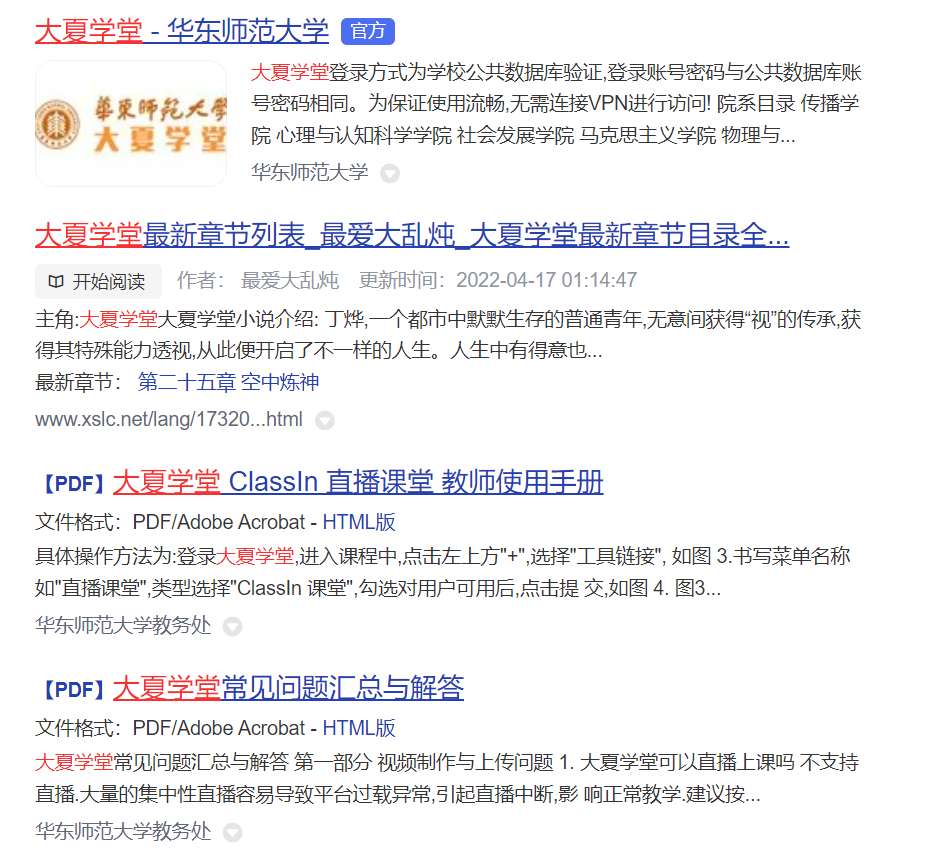 大夏学堂 - 华东师范大学 官方
華東師范大學
大夏学堂
大夏学堂登录方式为学校公共数据库验证,登录账号密码与公共数据库账
号密码相同。为保证使用流畅,无需连接VPN进行访问! 院系目录 传播学
院 心理与认知科学学院 社会发展学院 马克思主义学院 物理与...
华东师范大学
大夏学堂最新章节列表_最爱大乱炖_大夏学堂最新章节目录全...
开始阅读 作者: 最爱大乱炖 更新时间: 2022-04-17 01:14:47
主角:大夏学堂大夏学堂小说介绍: 丁烨,一个都市中默默生存的普通青年,无意间获得“视”的传承,获
得其特殊能力透视,从此便开启了不一样的人生。人生中有得意也...
最新章节: 第二十五章 空中炼神
www.xslc.net/lang/17320...html
【PDF】大夏学堂 ClassIn 直播课堂 教师使用手册
文件格式: PDF/Adobe Acrobat - HTML版
具体操作方法为:登录大夏学堂,进入课程中,点击左上方"+",选择"工具链接", 如图 3.书写菜单名称
如"直播课堂",类型选择"ClassIn 课堂",勾选对用户可用后,点击提 交,如图 4. 图3...
华东师范大学教务处
【PDF】大夏学堂常见问题汇总与解答
文件格式: PDF/Adobe Acrobat - HTML版
大夏学堂常见问题汇总与解答 第一部分 视频制作与上传问题 1. 大夏学堂可以直播上课吗 不支持
直播.大量的集中性直播容易导致平台过载异常,引起直播中断,影 响正常教学.建议按...
华东师范大学教务处